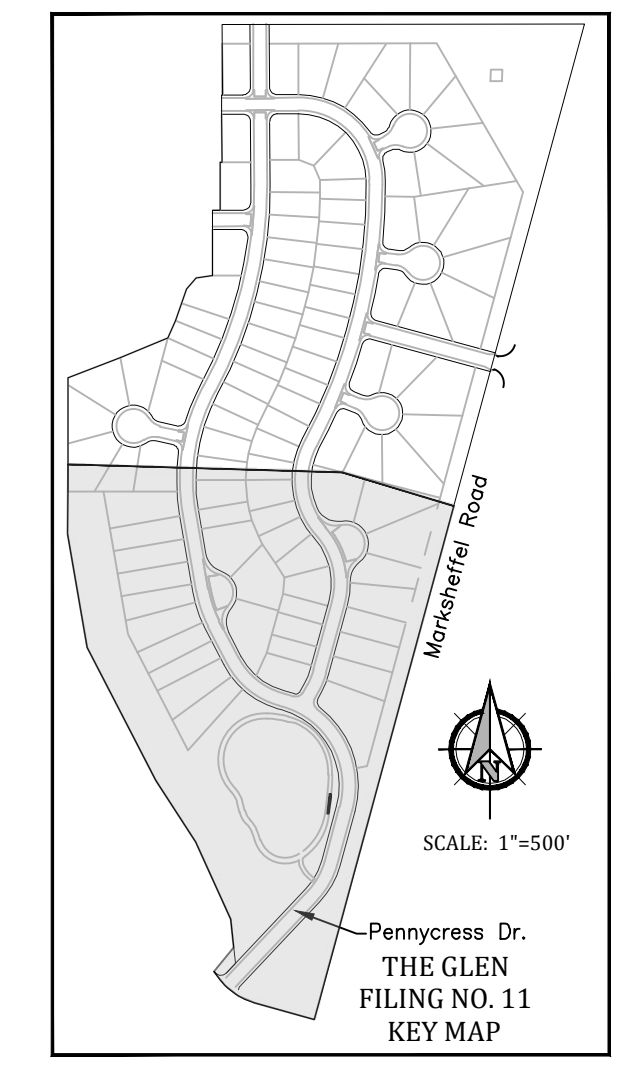 Marksheffel Road
N
SCALE: 1"=500'
Pennycress Dr.
THE GLEN
FILING NO. 11
KEY MAP